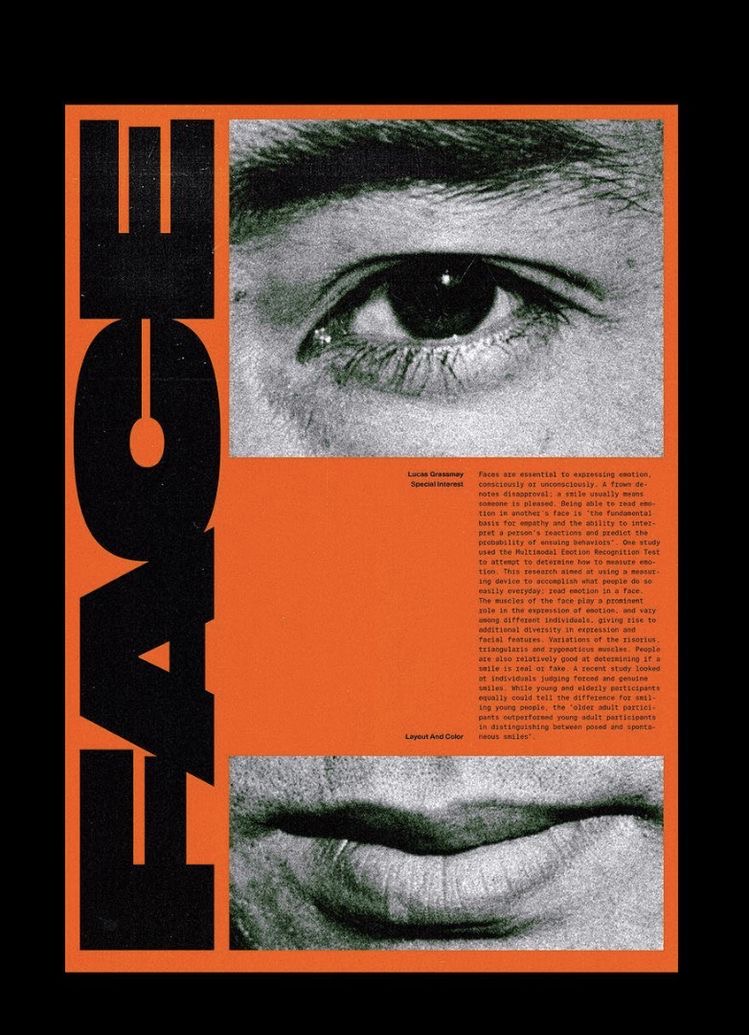 FACE
Lucas Grassmay
Special Interest
Faces are essential to expressing emotion,
consciously or unconsciously. A frown de-
notes disapproval; a smile usually means
someone is pleased. Being able to read emo-
tion in another's face is "the fundamental
basis for empathy and the ability to inter-
pret a person's reactions and predict the
probability of ensuing behaviors". One study
used the Multimodal Emotion Recognition Test
to attempt to determine how to measure emo-
tion. This research aimed at using a measur-
ing device to accomplish what people do so
easily everyday: read emotion in a face.
The muscles of the face play a prominent
role in the expression of emotion, and vary
among different individuals, giving rise to
additional diversity in expression and
facial features. Variations of the risorius,
triangularis and zygomaticus muscles. People
are also relatively good at determining if a
smile is real or fake. A recent study looked
at individuals judging forced and genuine
smiles. While young and elderly participants
equally could tell the difference for smil-
ing young people, the "older adult partici-
pants outperformed young adult participants
in distinguishing between posed and sponta-
neous smiles".
Layout And Color